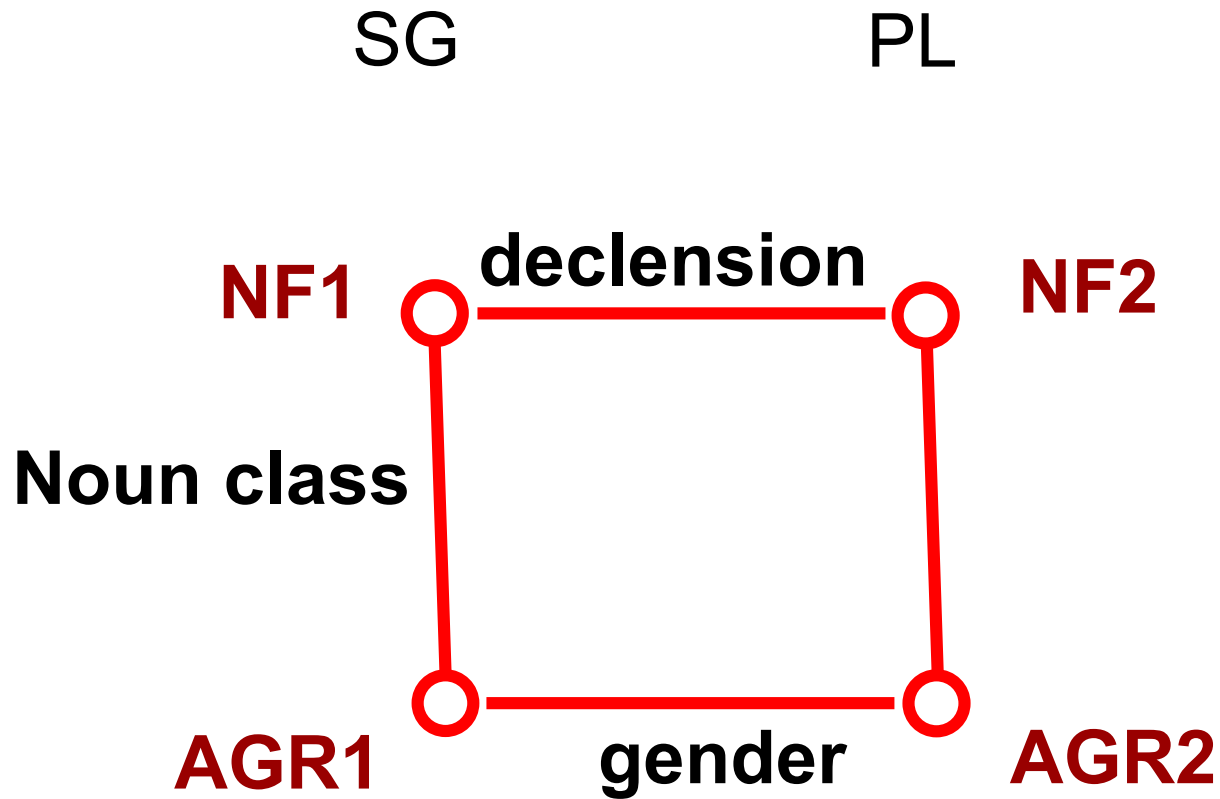 SG PL
declension
NF1 NF2
Noun class
AGR1 AGR2
gender